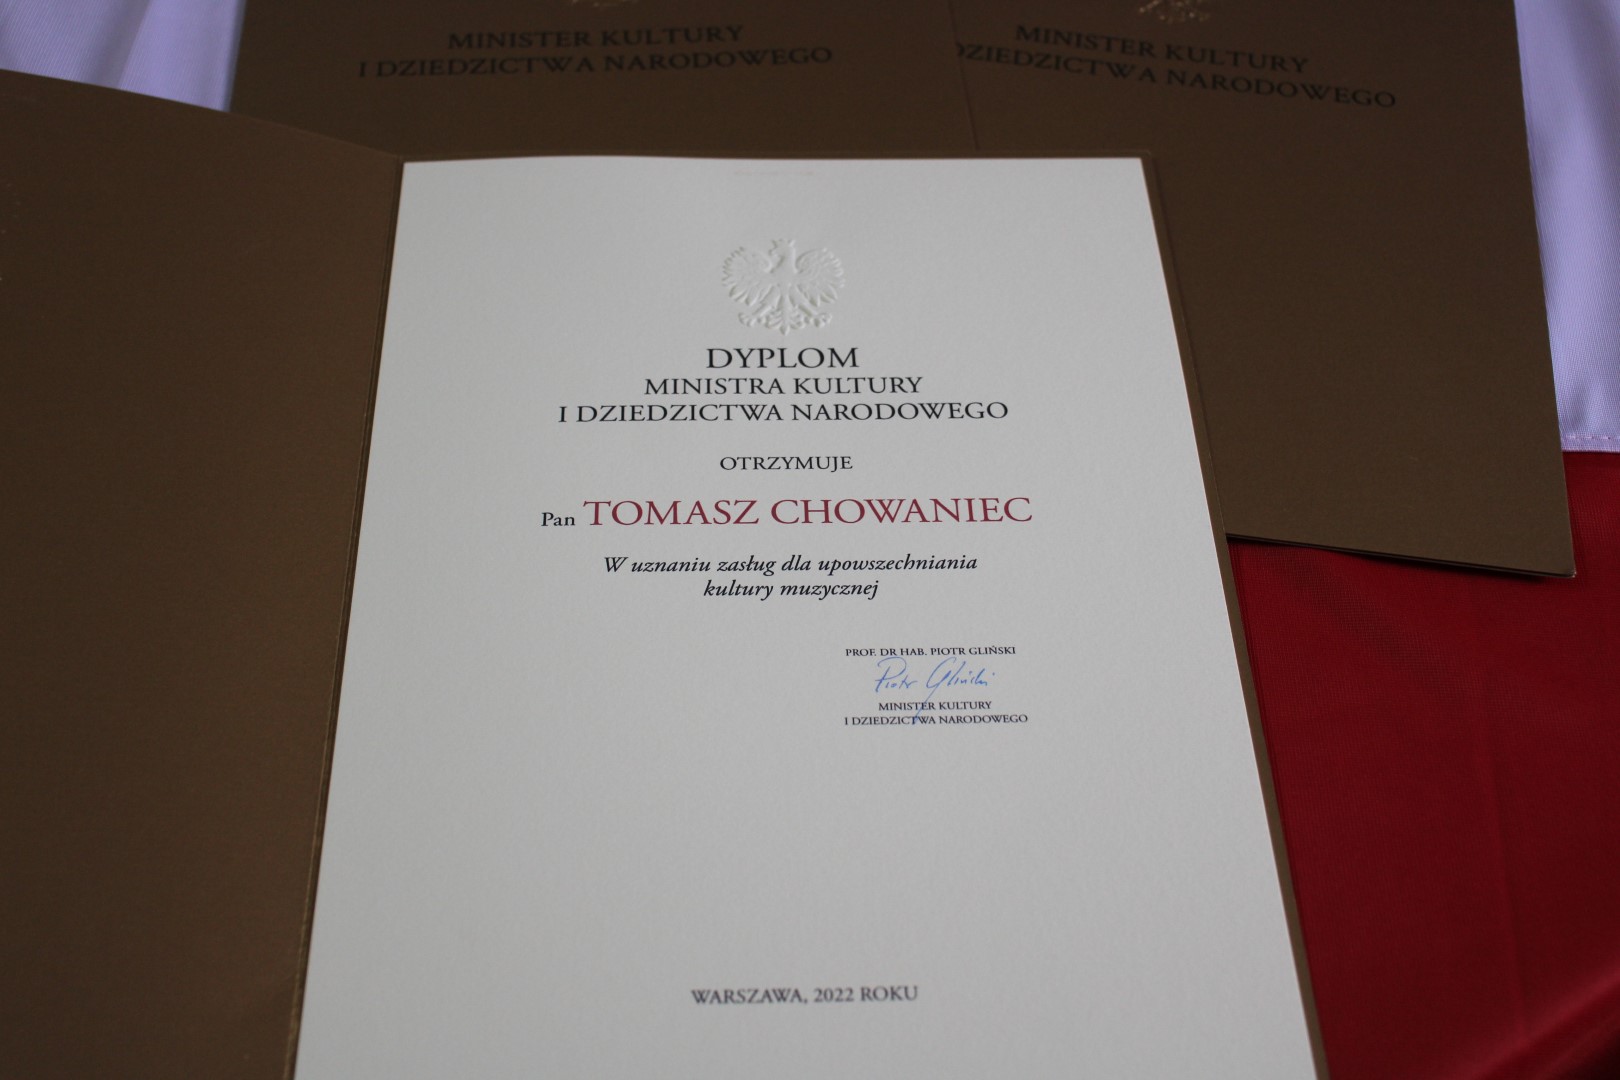 MINISTER KULTURY
I DZIEDZICTWA NARODOWEGO
MINISTER KULTURY
DZIEDZICTWA NARODOWEGO
DYPLOM
MINISTRA KULTURY
I DZIEDZICTWA NARODOWEGO
OTRZYMUJE
Pan TOMASZ CHOWANIEC
W uznaniu zasług dla upowszechniania
kultury muzycznej
PROF. DR HAB. PIOTR GLIŃSKI
Piotr Gliński
MINISTER KULTURY
I DZIEDZICTWA NARODOWEGO
WARSZAWA, 2022 ROKU